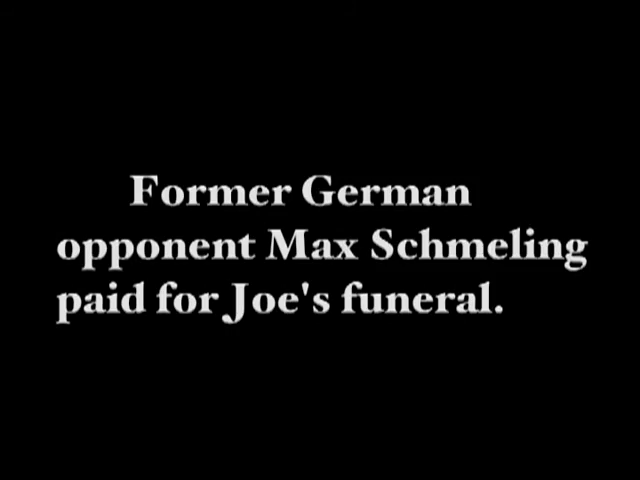 Former German
opponent Max Schmeling
paid for Joe's funeral.